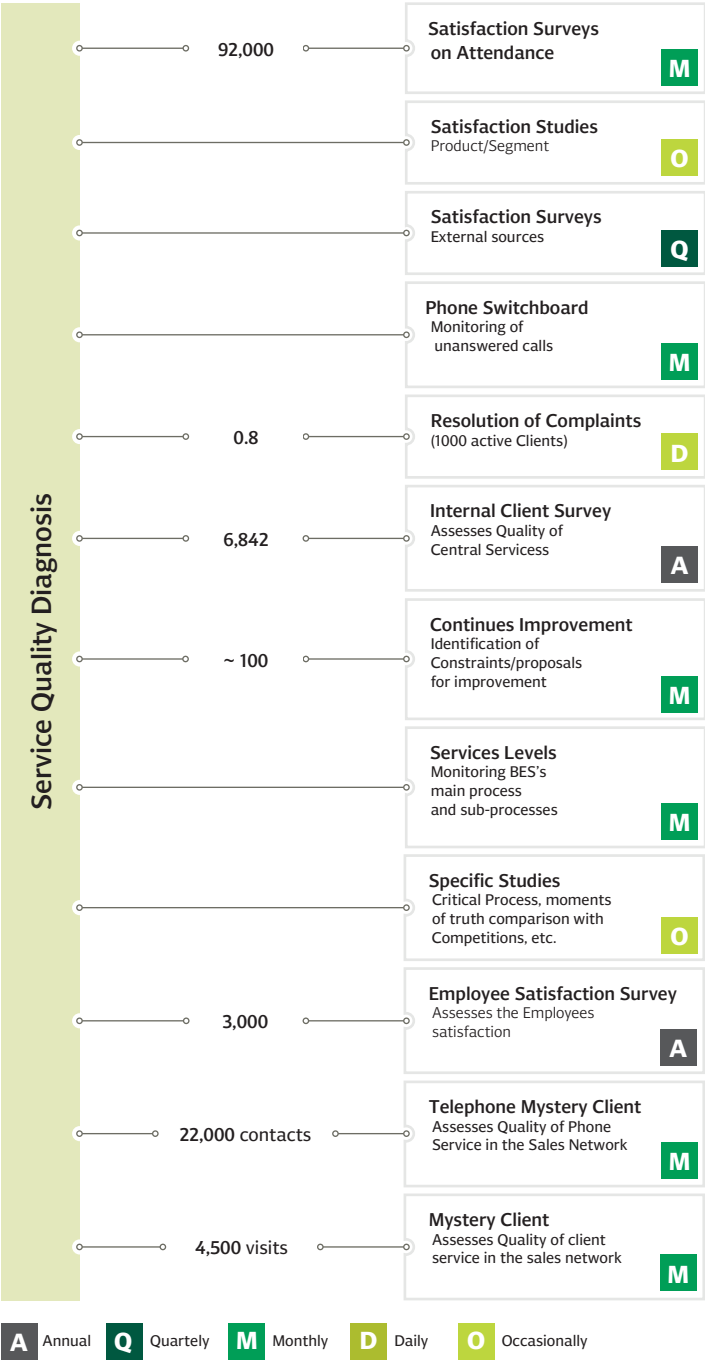 Service Quality Diagnosis
92,000
Satisfaction Surveys
on Attendance
M
Satisfaction Studies
Product/Segment
O
Satisfaction Surveys
External sources
Q
Phone Switchboard
Monitoring of
unanswered calls
M
0.8
Resolution of Complaints
(1000 active Clients)
D
6,842
Internal Client Survey
Assesses Quality of
Central Servicess
A
~ 100
Continues Improvement
Identification of
Constraints/proposals
for improvement
M
Services Levels
Monitoring BES's
main process
and sub-processes
M
Specific Studies
Critical Process, moments
of truth comparison with
Competitions, etc.
O
3,000
Employee Satisfaction Survey
Assesses the Employees
satisfaction
A
22,000 contacts
Telephone Mystery Client
Assesses Quality of Phone
Service in the Sales Network
M
4,500 visits
Mystery Client
Assesses Quality of client
service in the sales network
M
A Annual Q Quartely M Monthly D Daily O Occasionally